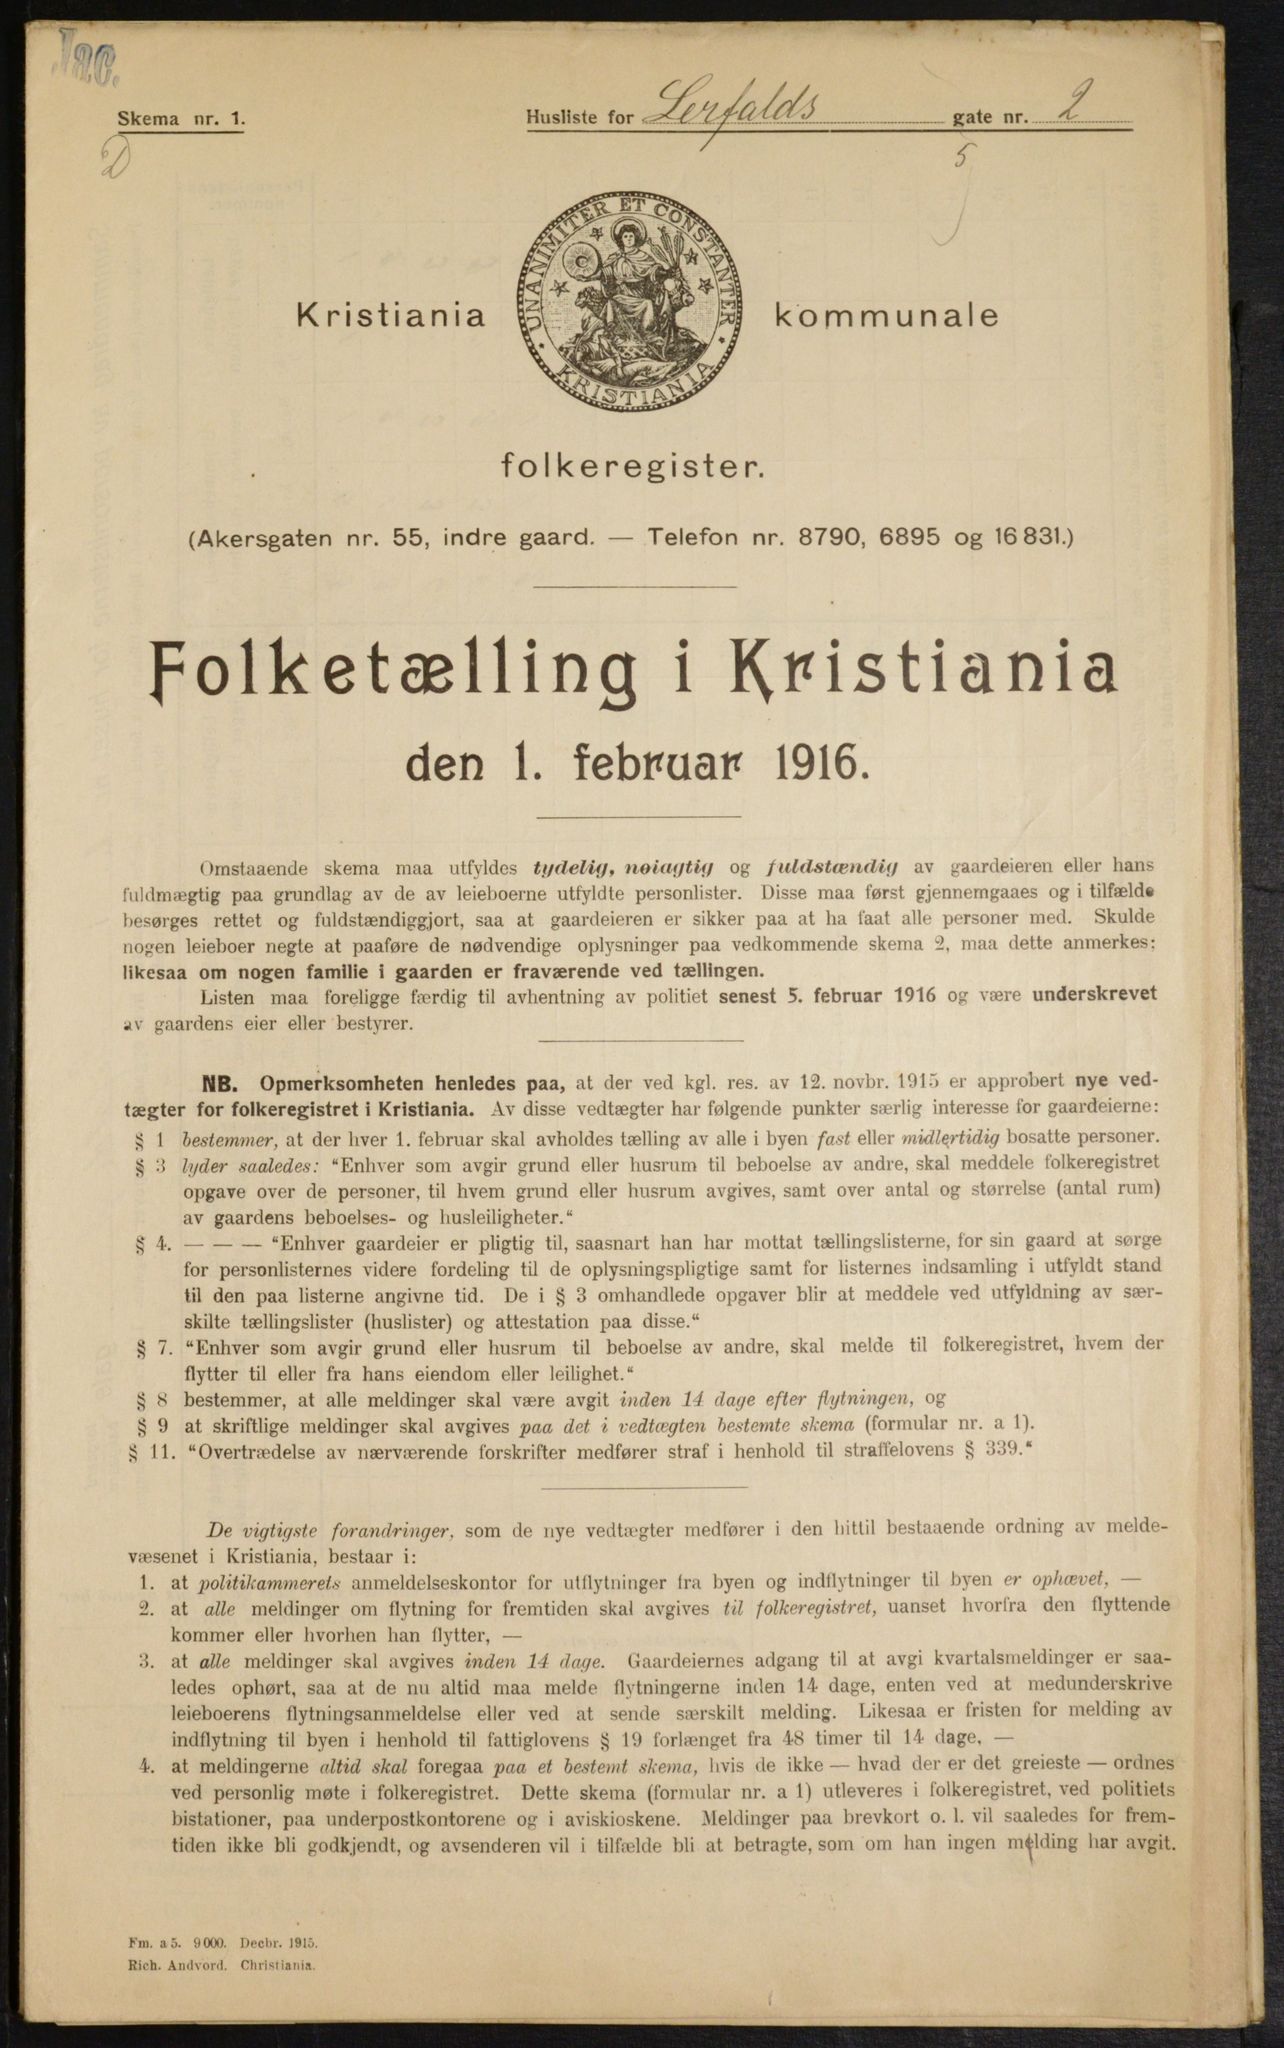 Jac.
Skema nr. 1.
Husliste for Lerfalds gate nr. 2
D
5
UNANIMITER ET CONSTANTER
KRISTIANIA
Kristiania kommunale
folkeregister.
(Akersgaten nr. 55, indre gaard. — Telefon nr. 8790, 6895 og 16 831.)
Folketælling i Kristiania
den 1. februar 1916.
Omstaaende skema maa utfyldes tydelig, nøiagtig og fuldstændig av gaardeieren eller hans
fuldmægtig paa grundlag av de av leieboerne utfyldte personlister. Disse maa først gjennemgaaes og i tilfælde
besørges rettet og fuldstændiggjort, saa at gaardeieren er sikker paa at ha faat alle personer med. Skulde
nogen leieboer negte at paaføre de nødvendige oplysninger paa vedkommende skema 2, maa dette anmerkes;
likesaa om nogen familie i gaarden er fraværende ved tællingen.
Listen maa foreligge færdig til avhentning av politiet senest 5. februar 1916 og være underskrevet
av gaardens eier eller bestyrer.
NB. Opmerksomheten henledes paa, at der ved kgl. res. av 12. novbr. 1915 er approbert nye ved-
tægter for folkeregistret i Kristiania. Av disse vedtægter har følgende punkter særlig interesse for gaardeierne:
§ 1 bestemmer, at der hver 1. februar skal avholdes tælling av alle i byen fast eller midlertidig bosatte personer.
§ 3 lyder saaledes: “Enhver som avgir grund eller husrum til beboelse av andre, skal meddele folkeregistret
opgave over de personer, til hvem grund eller husrum avgives, samt over antal og størrelse (antal rum)
av gaardens beboelses- og husleiligheter.“
§ 4. — — — “Enhver gaardeier er pligtig til, saasnart han har mottat tællingslisterne, for sin gaard at sørge
for personlisternes videre fordeling til de oplysningspligtige samt for listernes indsamling i utfyldt stand
til den paa listerne angivne tid. De i § 3 omhandlede opgaver blir at meddele ved utfyldning av sær-
skilte tællingslister (huslister) og attestation paa disse.“
§ 7. “Enhver som avgir grund eller husrum til beboelse av andre, skal melde til folkeregistret, hvem der
flytter til eller fra hans eiendom eller leilighet.“
§ 8 bestemmer, at alle meldinger skal være avgit inden 14 dage efter flytningen, og
§ 9 at skriftlige meldinger skal avgives paa det i vedtægten bestemte skema (formular nr. a 1).
§ 11. “Overtrædelse av nærværende forskrifter medfører straf i henhold til straffelovens § 339.“
De vigtigste forandringer, som de nye vedtægter medfører i den hittil bestaaende ordning av melde-
væsenet i Kristiania, bestaar i:
1. at politikammerets anmeldelseskontor for utflytninger fra byen og indflytninger til byen er ophævet, —
2. at alle meldinger om flytning for fremtiden skal avgives til folkeregistret, uanset hvorfra den flyttende
kommer eller hvorhen han flytter, —
3. at alle meldinger skal avgives inden 14 dage. Gaardeiernes adgang til at avgi kvartalsmeldinger er saa-
ledes ophørt, saa at de nu altid maa melde flytningerne inden 14 dage, enten ved at medunderskrive
leieboerens flytningsanmeldelse eller ved at sende særskilt melding. Likesaa er fristen for melding av
indflytning til byen i henhold til fattiglovens § 19 forlænget fra 48 timer til 14 dage, —
4. at meldingerne altid skal foregaa paa et bestemt skema, hvis de ikke — hvad der er det greieste — ordnes
ved personlig møte i folkeregistret. Dette skema (formular nr. a 1) utleveres i folkeregistret, ved politiets
bistationer, paa underpostkontorene og i aviskioskene. Meldinger paa brevkort o. l. vil saaledes for frem-
tiden ikke bli godkjendt, og avsenderen vil i tilfælde bli at betragte, som om han ingen melding har avgit.
Fm. a 5. 9 000. Decbr. 1915.
Rich. Andvord. Christiania.